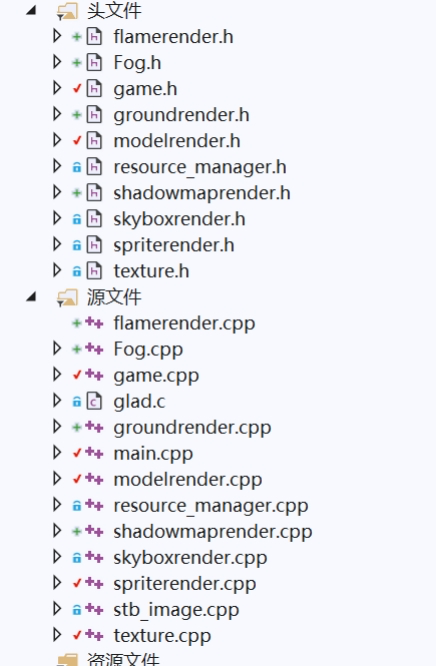 头文件
flamerender.h
Fog.h
game.h
groundrender.h
modelrender.h
resource_manager.h
shadowmaprender.h
skyboxrender.h
spriterender.h
texture.h
源文件
flamerender.cpp
Fog.cpp
game.cpp
glad.c
groundrender.cpp
main.cpp
modelrender.cpp
resource_manager.cpp
shadowmaprender.cpp
skyboxrender.cpp
spriterender.cpp
stb_image.cpp
texture.cpp
资源文件